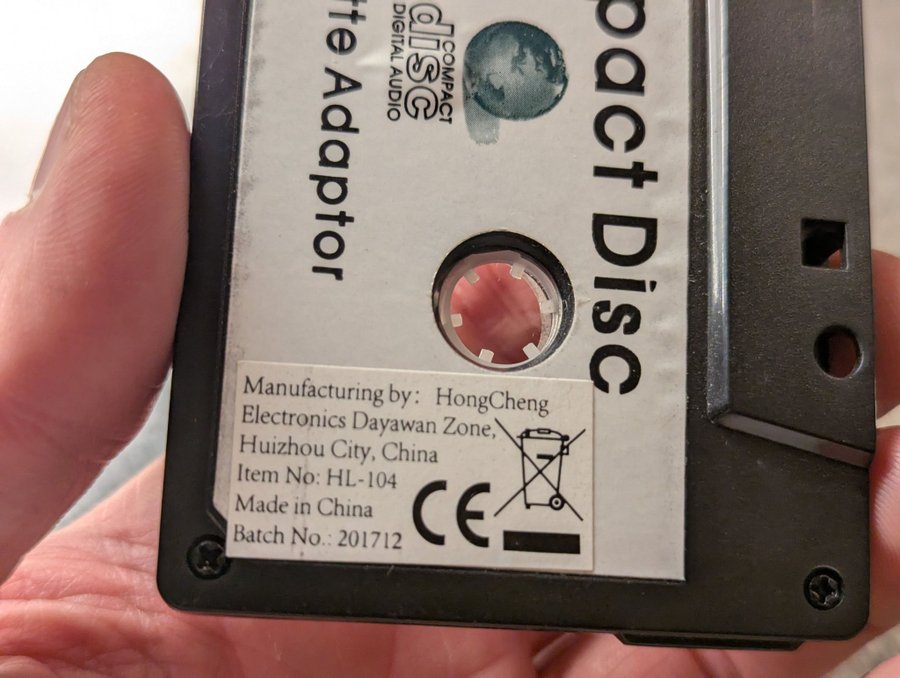 pact Disc
COMPACT
disc
DIGITAL AUDIO
tte Adaptor
Manufacturing by: HongCheng
Electronics Dayawan Zone,
Huizhou City, China
Item No: HL-104
Made in China
Batch No.: 201712
CE